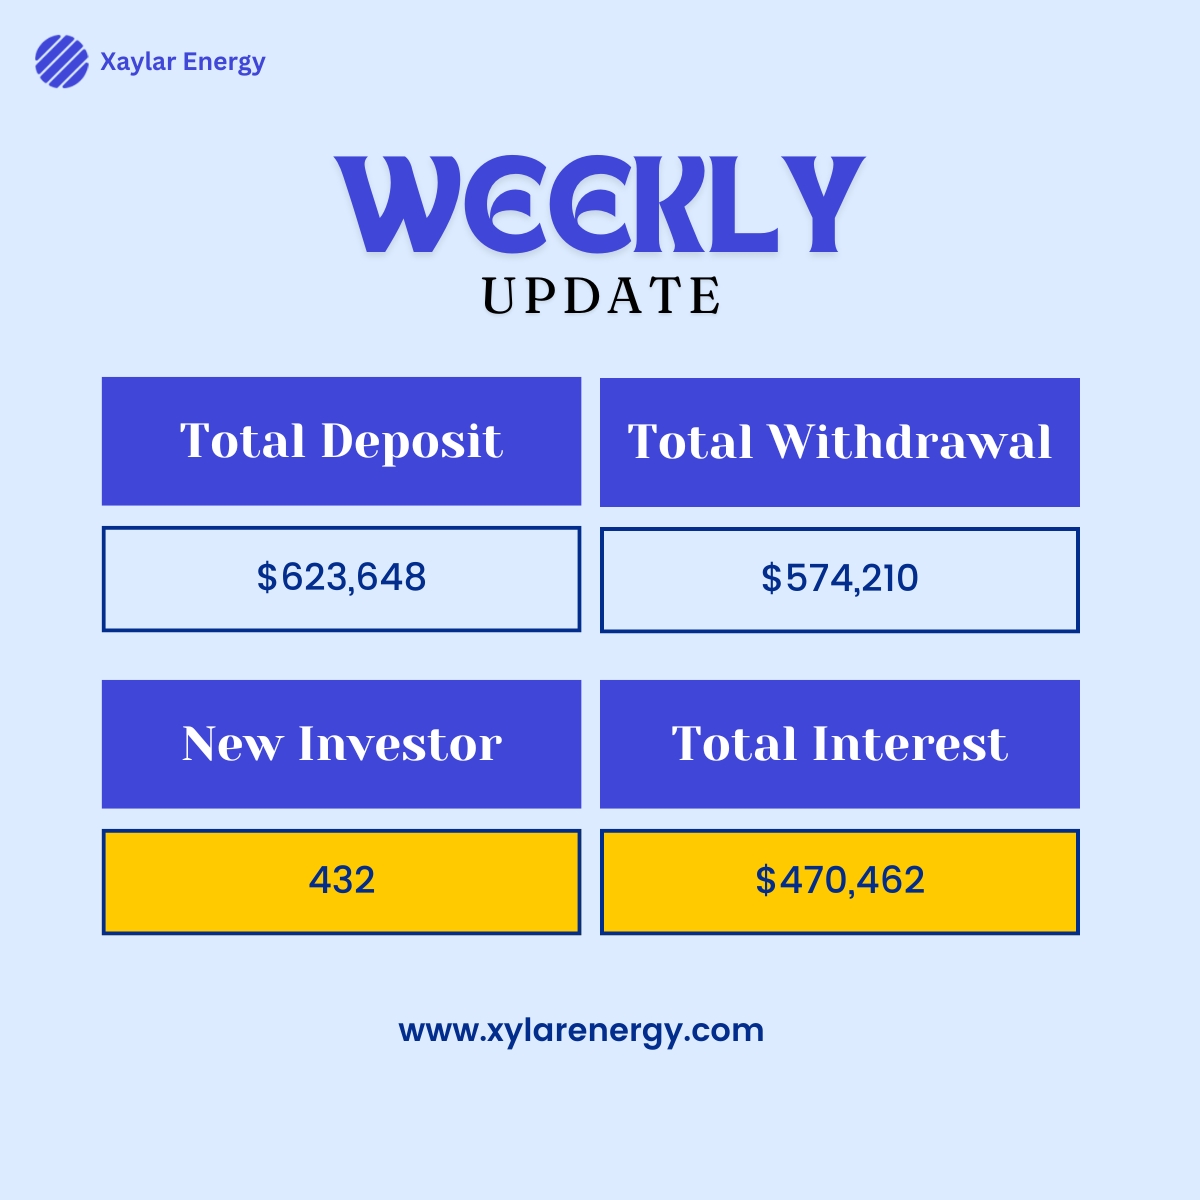 Xaylar Energy
WEEKLY
UPDATE
Total Deposit
Total Withdrawal
$623,648
$574,210
New Investor
Total Interest
432
$470,462
www.xylarenergy.com